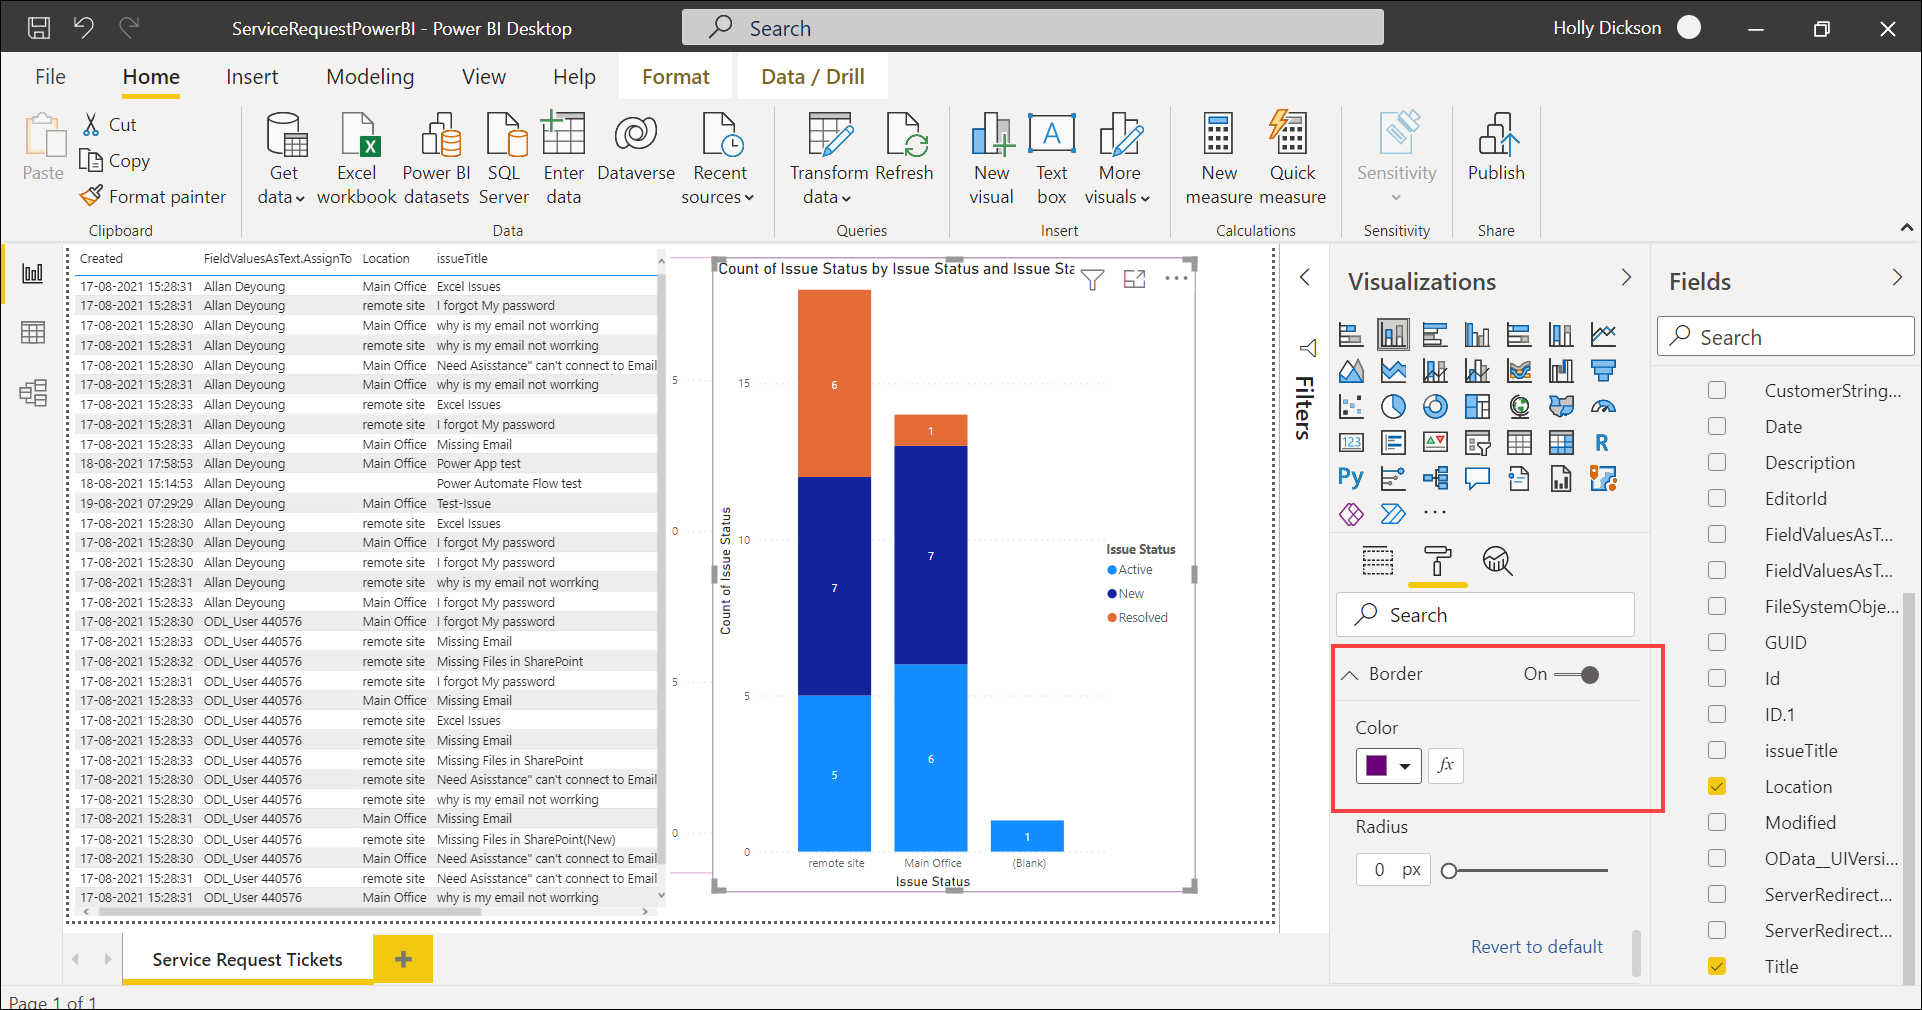 ServiceRequestPowerBI - Power BI Desktop
Search
Holly Dickson
File Home Insert Modeling View Help Format Data / Drill
Paste
Cut
Copy
Format painter
Clipboard
Get data
Excel workbook
Power BI datasets
SQL Server
Enter data
Dataverse
Recent sources
Data
Transform data
Refresh
Queries
New visual
Text box
More visuals
Insert
New measure
Quick measure
Calculations
Sensitivity
Sensitivity
Publish
Share
Created FieldValuesAsText.AssignTo Location issueTitle
17-08-2021 15:28:31 Allan Deyoung Main Office Excel Issues
17-08-2021 15:28:31 Allan Deyoung remote site I forgot My password
17-08-2021 15:28:30 Allan Deyoung Main Office why is my email not worrking
17-08-2021 15:28:31 Allan Deyoung remote site why is my email not worrking
17-08-2021 15:28:30 Allan Deyoung Main Office Need Asisstance" can't connect to Email
17-08-2021 15:28:31 Allan Deyoung Main Office why is my email not worrking
17-08-2021 15:28:33 Allan Deyoung remote site Excel Issues
17-08-2021 15:28:31 Allan Deyoung remote site I forgot My password
17-08-2021 15:28:33 Allan Deyoung Main Office Missing Email
18-08-2021 17:58:53 Allan Deyoung Main Office Power App test
18-08-2021 15:14:53 Allan Deyoung Power Automate Flow test
19-08-2021 07:29:29 Allan Deyoung Main Office Test-Issue
17-08-2021 15:28:30 Allan Deyoung remote site Excel Issues
17-08-2021 15:28:30 Allan Deyoung Main Office I forgot My password
17-08-2021 15:28:30 Allan Deyoung remote site I forgot My password
17-08-2021 15:28:31 Allan Deyoung remote site why is my email not worrking
17-08-2021 15:28:33 Allan Deyoung Main Office I forgot My password
17-08-2021 15:28:30 ODL_User 440576 Main Office I forgot My password
17-08-2021 15:28:33 ODL_User 440576 remote site Missing Email
17-08-2021 15:28:32 ODL_User 440576 remote site Missing Files in SharePoint
17-08-2021 15:28:31 ODL_User 440576 remote site I forgot My password
17-08-2021 15:28:33 ODL_User 440576 Main Office Missing Email
17-08-2021 15:28:30 ODL_User 440576 remote site Excel Issues
17-08-2021 15:28:33 ODL_User 440576 Main Office Missing Email
17-08-2021 15:28:33 ODL_User 440576 remote site Missing Files in SharePoint
17-08-2021 15:28:30 ODL_User 440576 remote site Need Asisstance" can't connect to Email
17-08-2021 15:28:30 ODL_User 440576 remote site why is my email not worrking
17-08-2021 15:28:31 ODL_User 440576 Main Office Missing Email
17-08-2021 15:28:30 ODL_User 440576 remote site Missing Files in SharePoint(New)
17-08-2021 15:28:30 ODL_User 440576 Main Office Need Asisstance" can't connect to Email
17-08-2021 15:28:31 ODL_User 440576 remote site Need Asisstance" can't connect to Email
17-08-2021 15:28:31 ODL_User 440576 Main Office why is my email not worrking
5
0
5
0
Count of Issue Status by Issue Status and Issue Sta
Count of Issue Status
15
10
5
0
6
7
5
1
7
6
1
remote site Main Office (Blank)
Issue Status
Issue Status
Active
New
Resolved
Filters
Visualizations
123
R
Py
Search
Border On
Color
fx
Radius
0 px
Revert to default
Fields
Search
CustomerString...
Date
Description
EditorId
FieldValuesAsT...
FieldValuesAsT...
FileSystemObje...
GUID
Id
ID.1
issueTitle
Location
Modified
OData__UIVersi...
ServerRedirect...
ServerRedirect...
Title
Service Request Tickets
Page 1 of 1